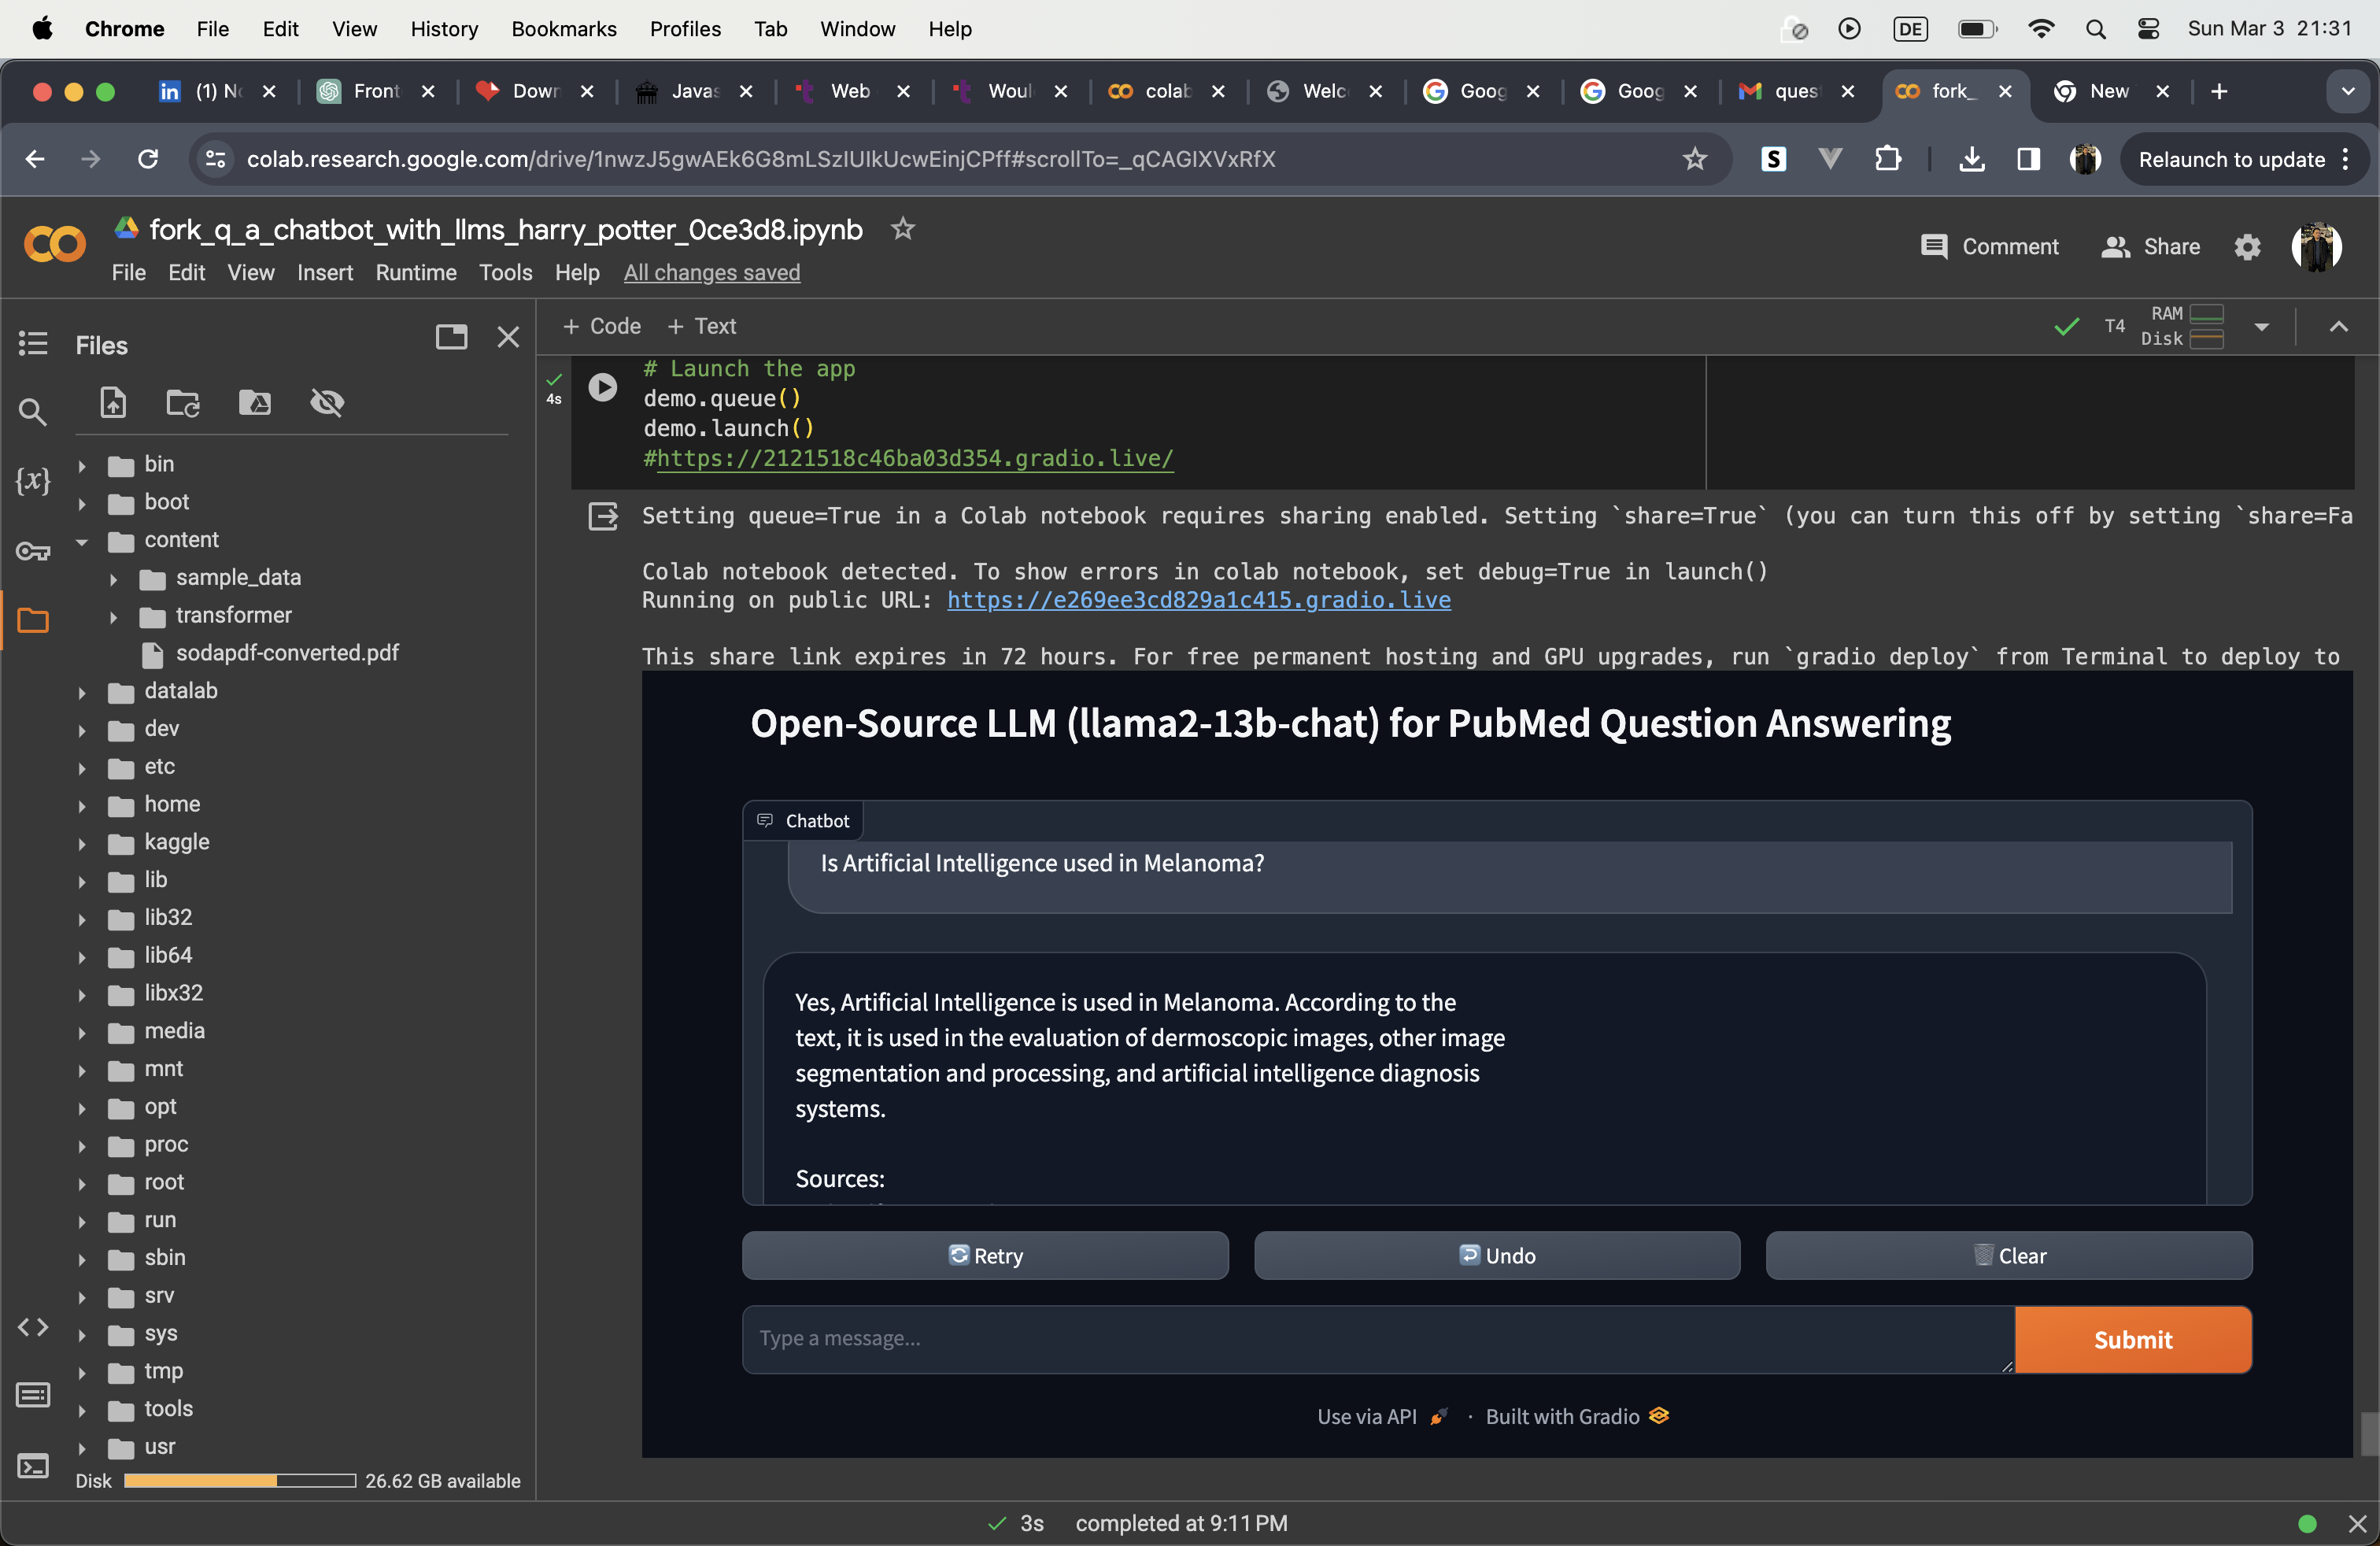 Chrome File Edit View History Bookmarks Profiles Tab Window Help DE Sun Mar 3 21:31
in (1) No Front Down Javas Web Woul colab Welc Goog Goog ques fork_ New
colab.research.google.com/drive/1nwzJ5gwAEk6G8mLSzIUIkUcwEinjCPff#scrollTo=_qCAGlXVxRfX S Relaunch to update
fork_q_a_chatbot_with_llms_harry_potter_0ce3d8.ipynb
Comment Share
File Edit View Insert Runtime Tools Help All changes saved
Files
+ Code + Text
T4 RAM
Disk
{x}
bin
boot
content
sample_data
transformer
sodapdf-converted.pdf
datalab
dev
etc
home
kaggle
lib
lib32
lib64
libx32
media
mnt
opt
proc
root
run
sbin
srv
sys
tmp
tools
usr
Disk 26.62 GB available
4s
# Launch the app
demo.queue()
demo.launch()
#https://2121518c46ba03d354.gradio.live/
Setting queue=True in a Colab notebook requires sharing enabled. Setting `share=True` (you can turn this off by setting `share=Fa
Colab notebook detected. To show errors in colab notebook, set debug=True in launch()
Running on public URL: https://e269ee3cd829a1c415.gradio.live
This share link expires in 72 hours. For free permanent hosting and GPU upgrades, run `gradio deploy` from Terminal to deploy to
Open-Source LLM (llama2-13b-chat) for PubMed Question Answering
Chatbot
Is Artificial Intelligence used in Melanoma?
Yes, Artificial Intelligence is used in Melanoma. According to the
text, it is used in the evaluation of dermoscopic images, other image
segmentation and processing, and artificial intelligence diagnosis
systems.
Sources:
Retry Undo Clear
Type a message...
Submit
Use via API · Built with Gradio
3s completed at 9:11 PM